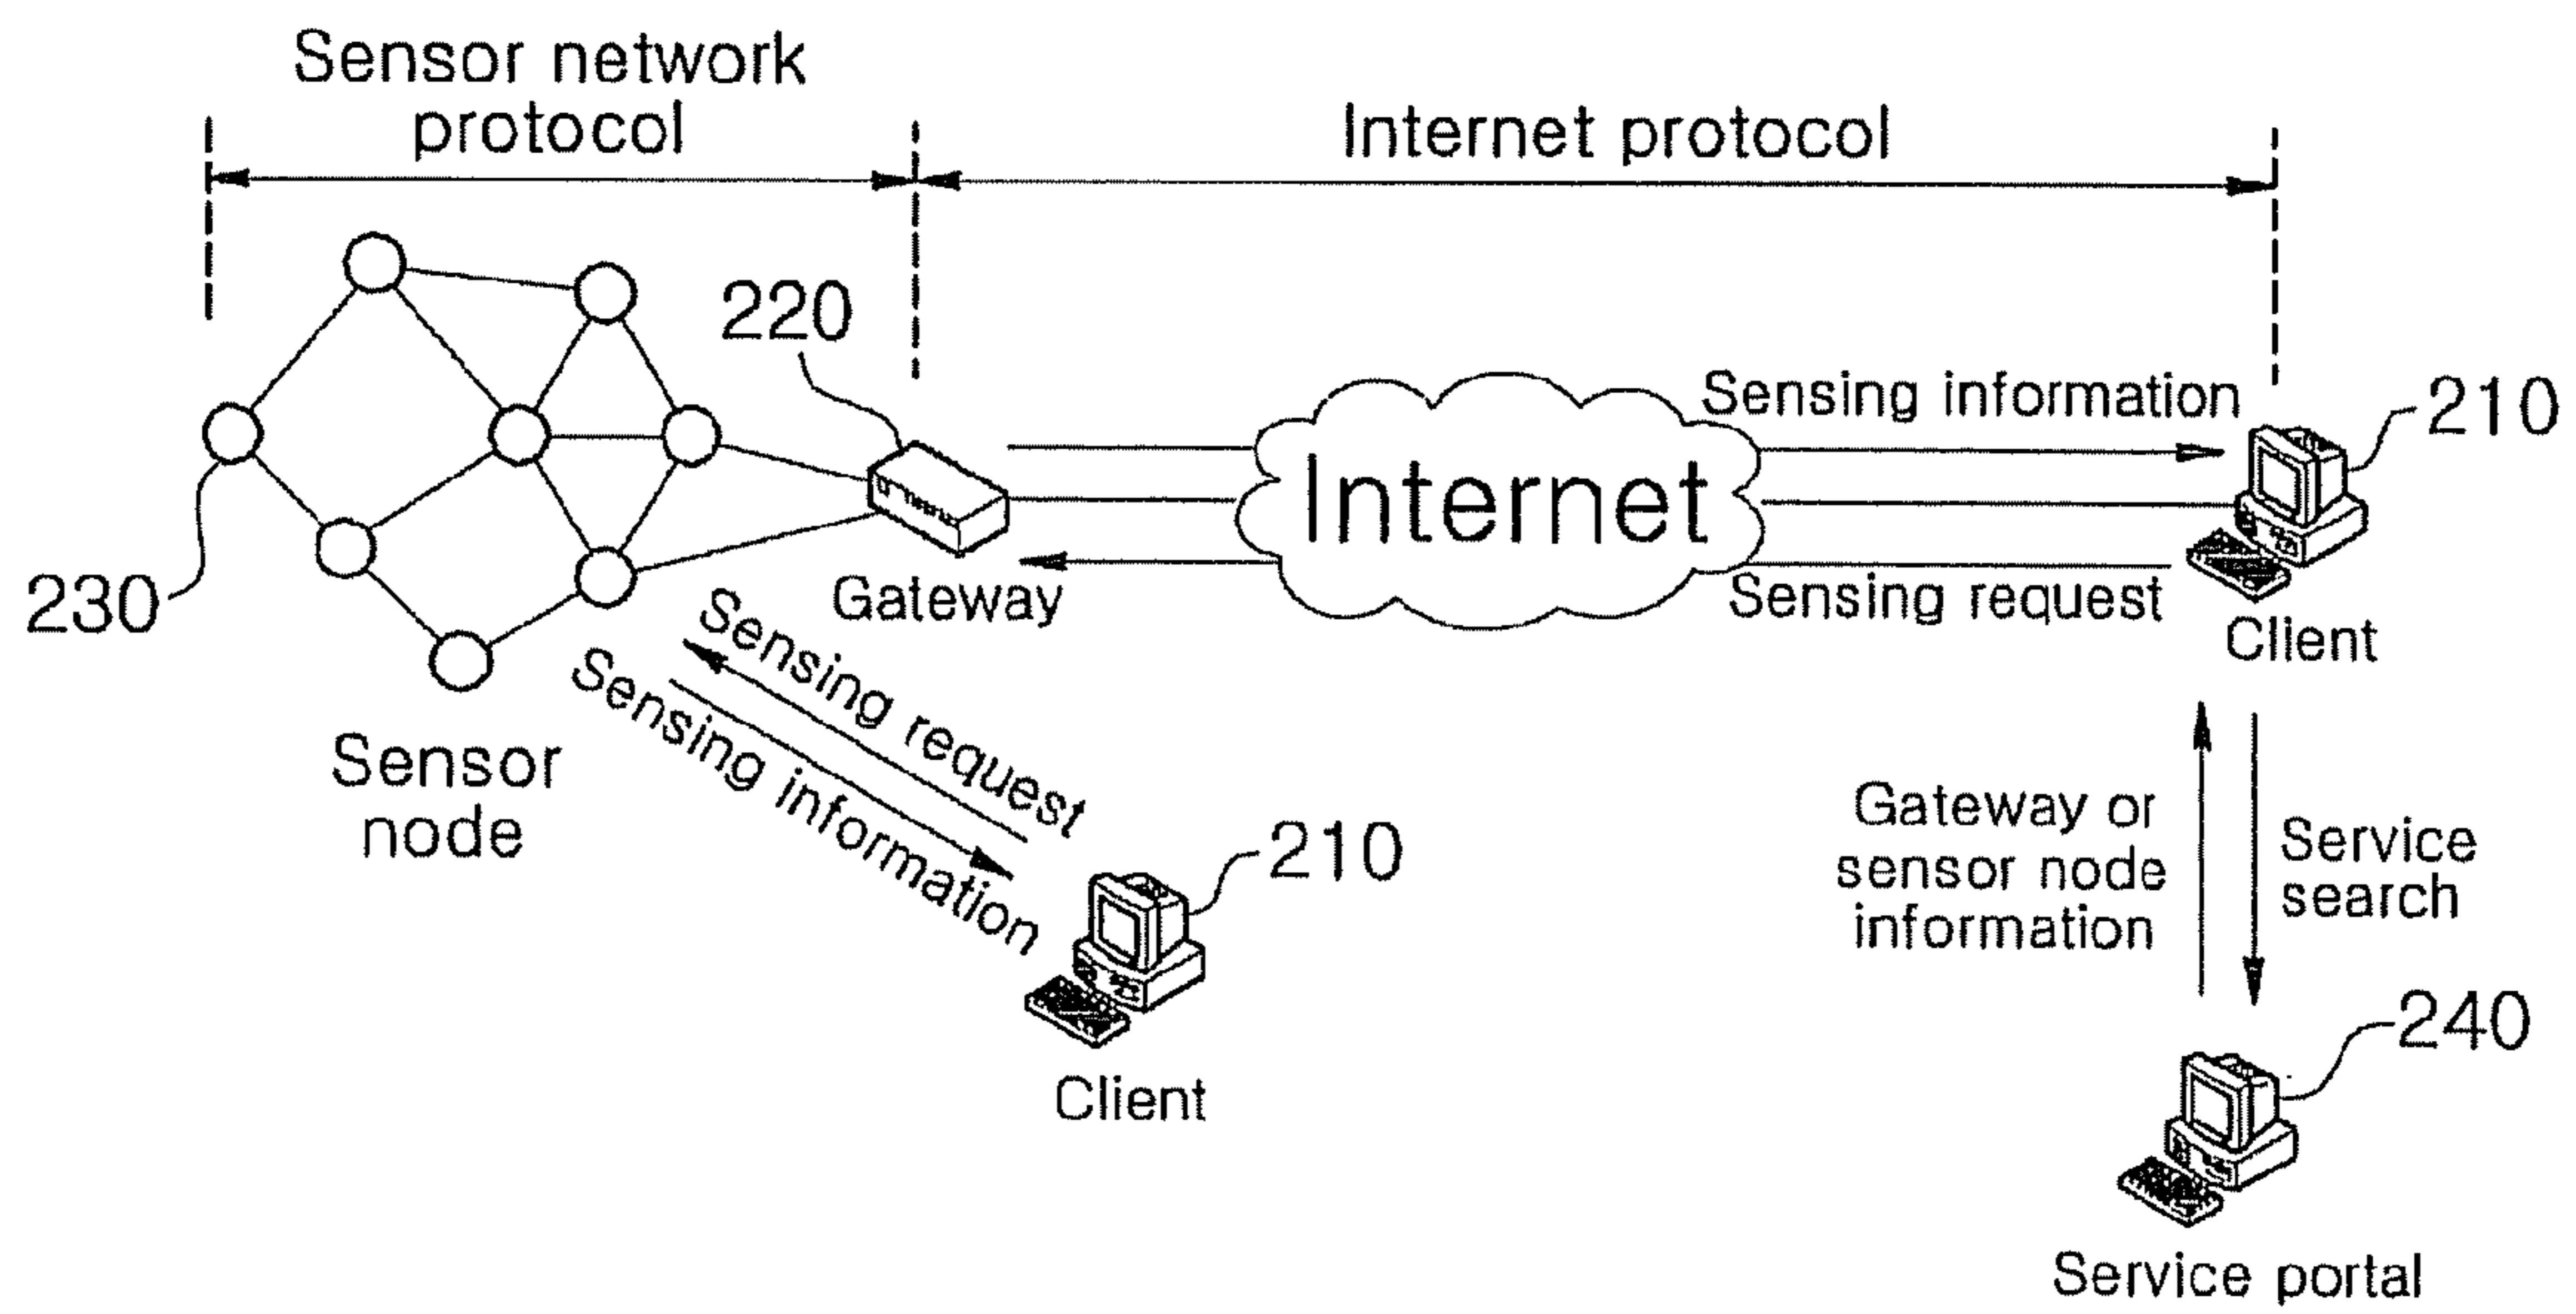 Sensor network
protocol
Internet protocol
220
Sensing information
210
Internet
230
Gateway
Sensing request
Client
Sensing request
Sensing information
Sensor
node
210
Client
Gateway or
sensor node
information
Service
search
240
Service portal